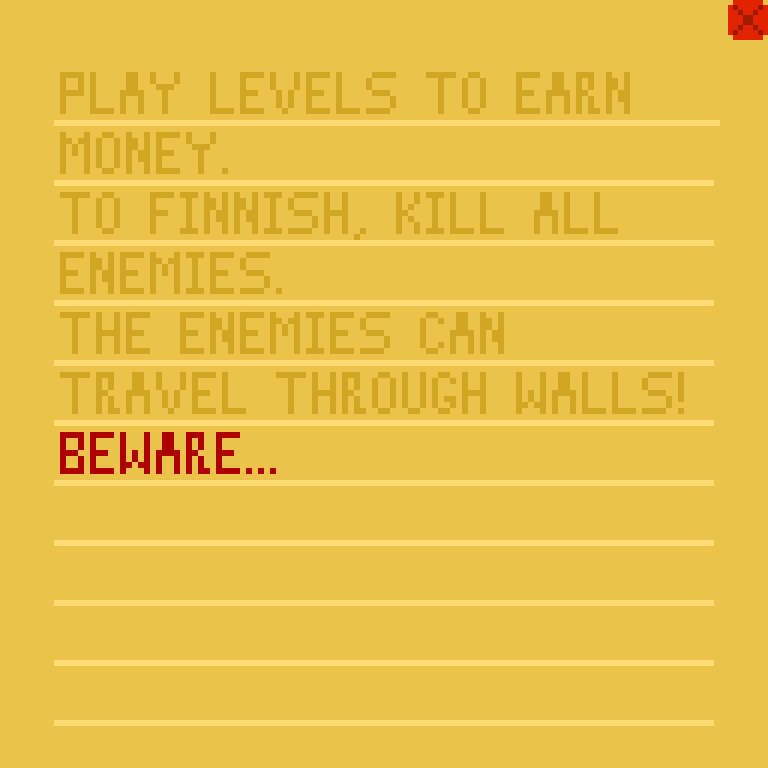 PLAY LEVELS TO EARN
MONEY.
TO FINNISH, KILL ALL
ENEMIES.
THE ENEMIES CAN
TRAVEL THROUGH WALLS!
BEWARE...